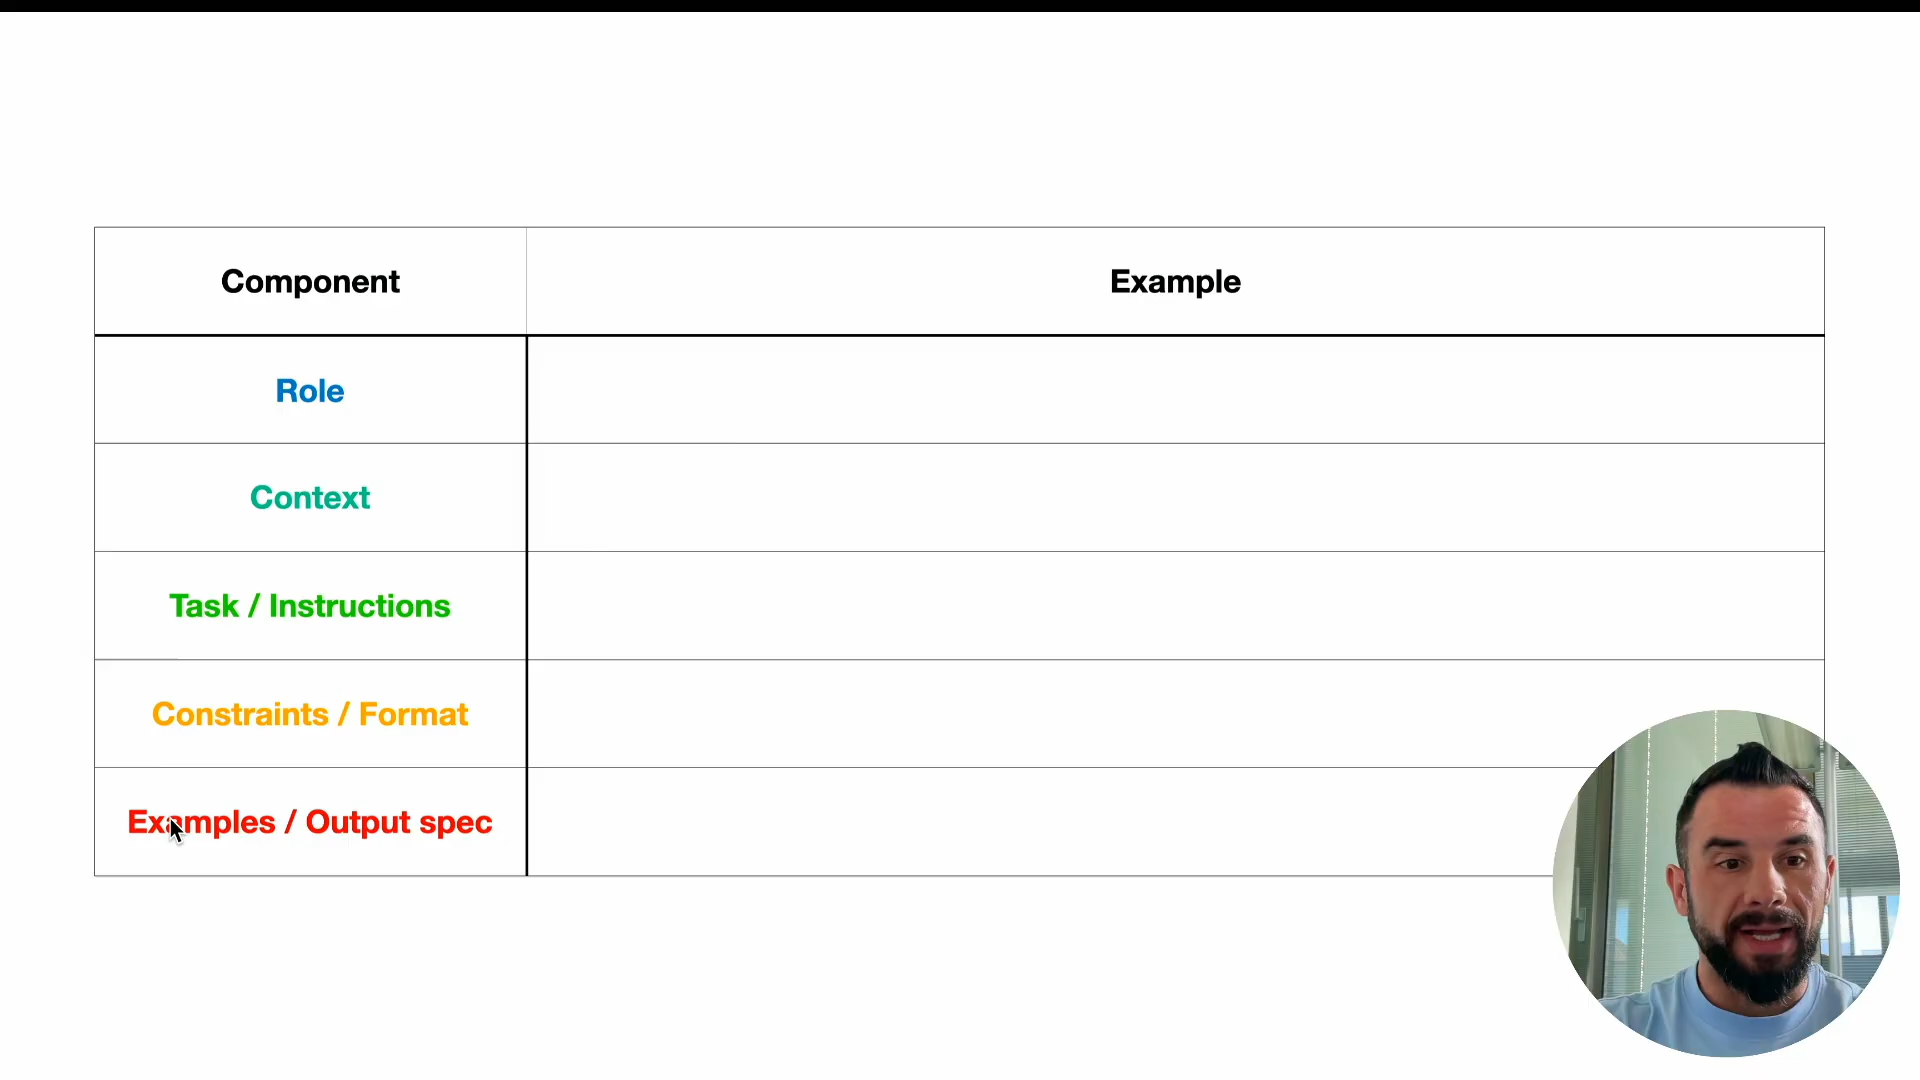 Component Example
Role
Context
Task / Instructions
Constraints / Format
Examples / Output spec